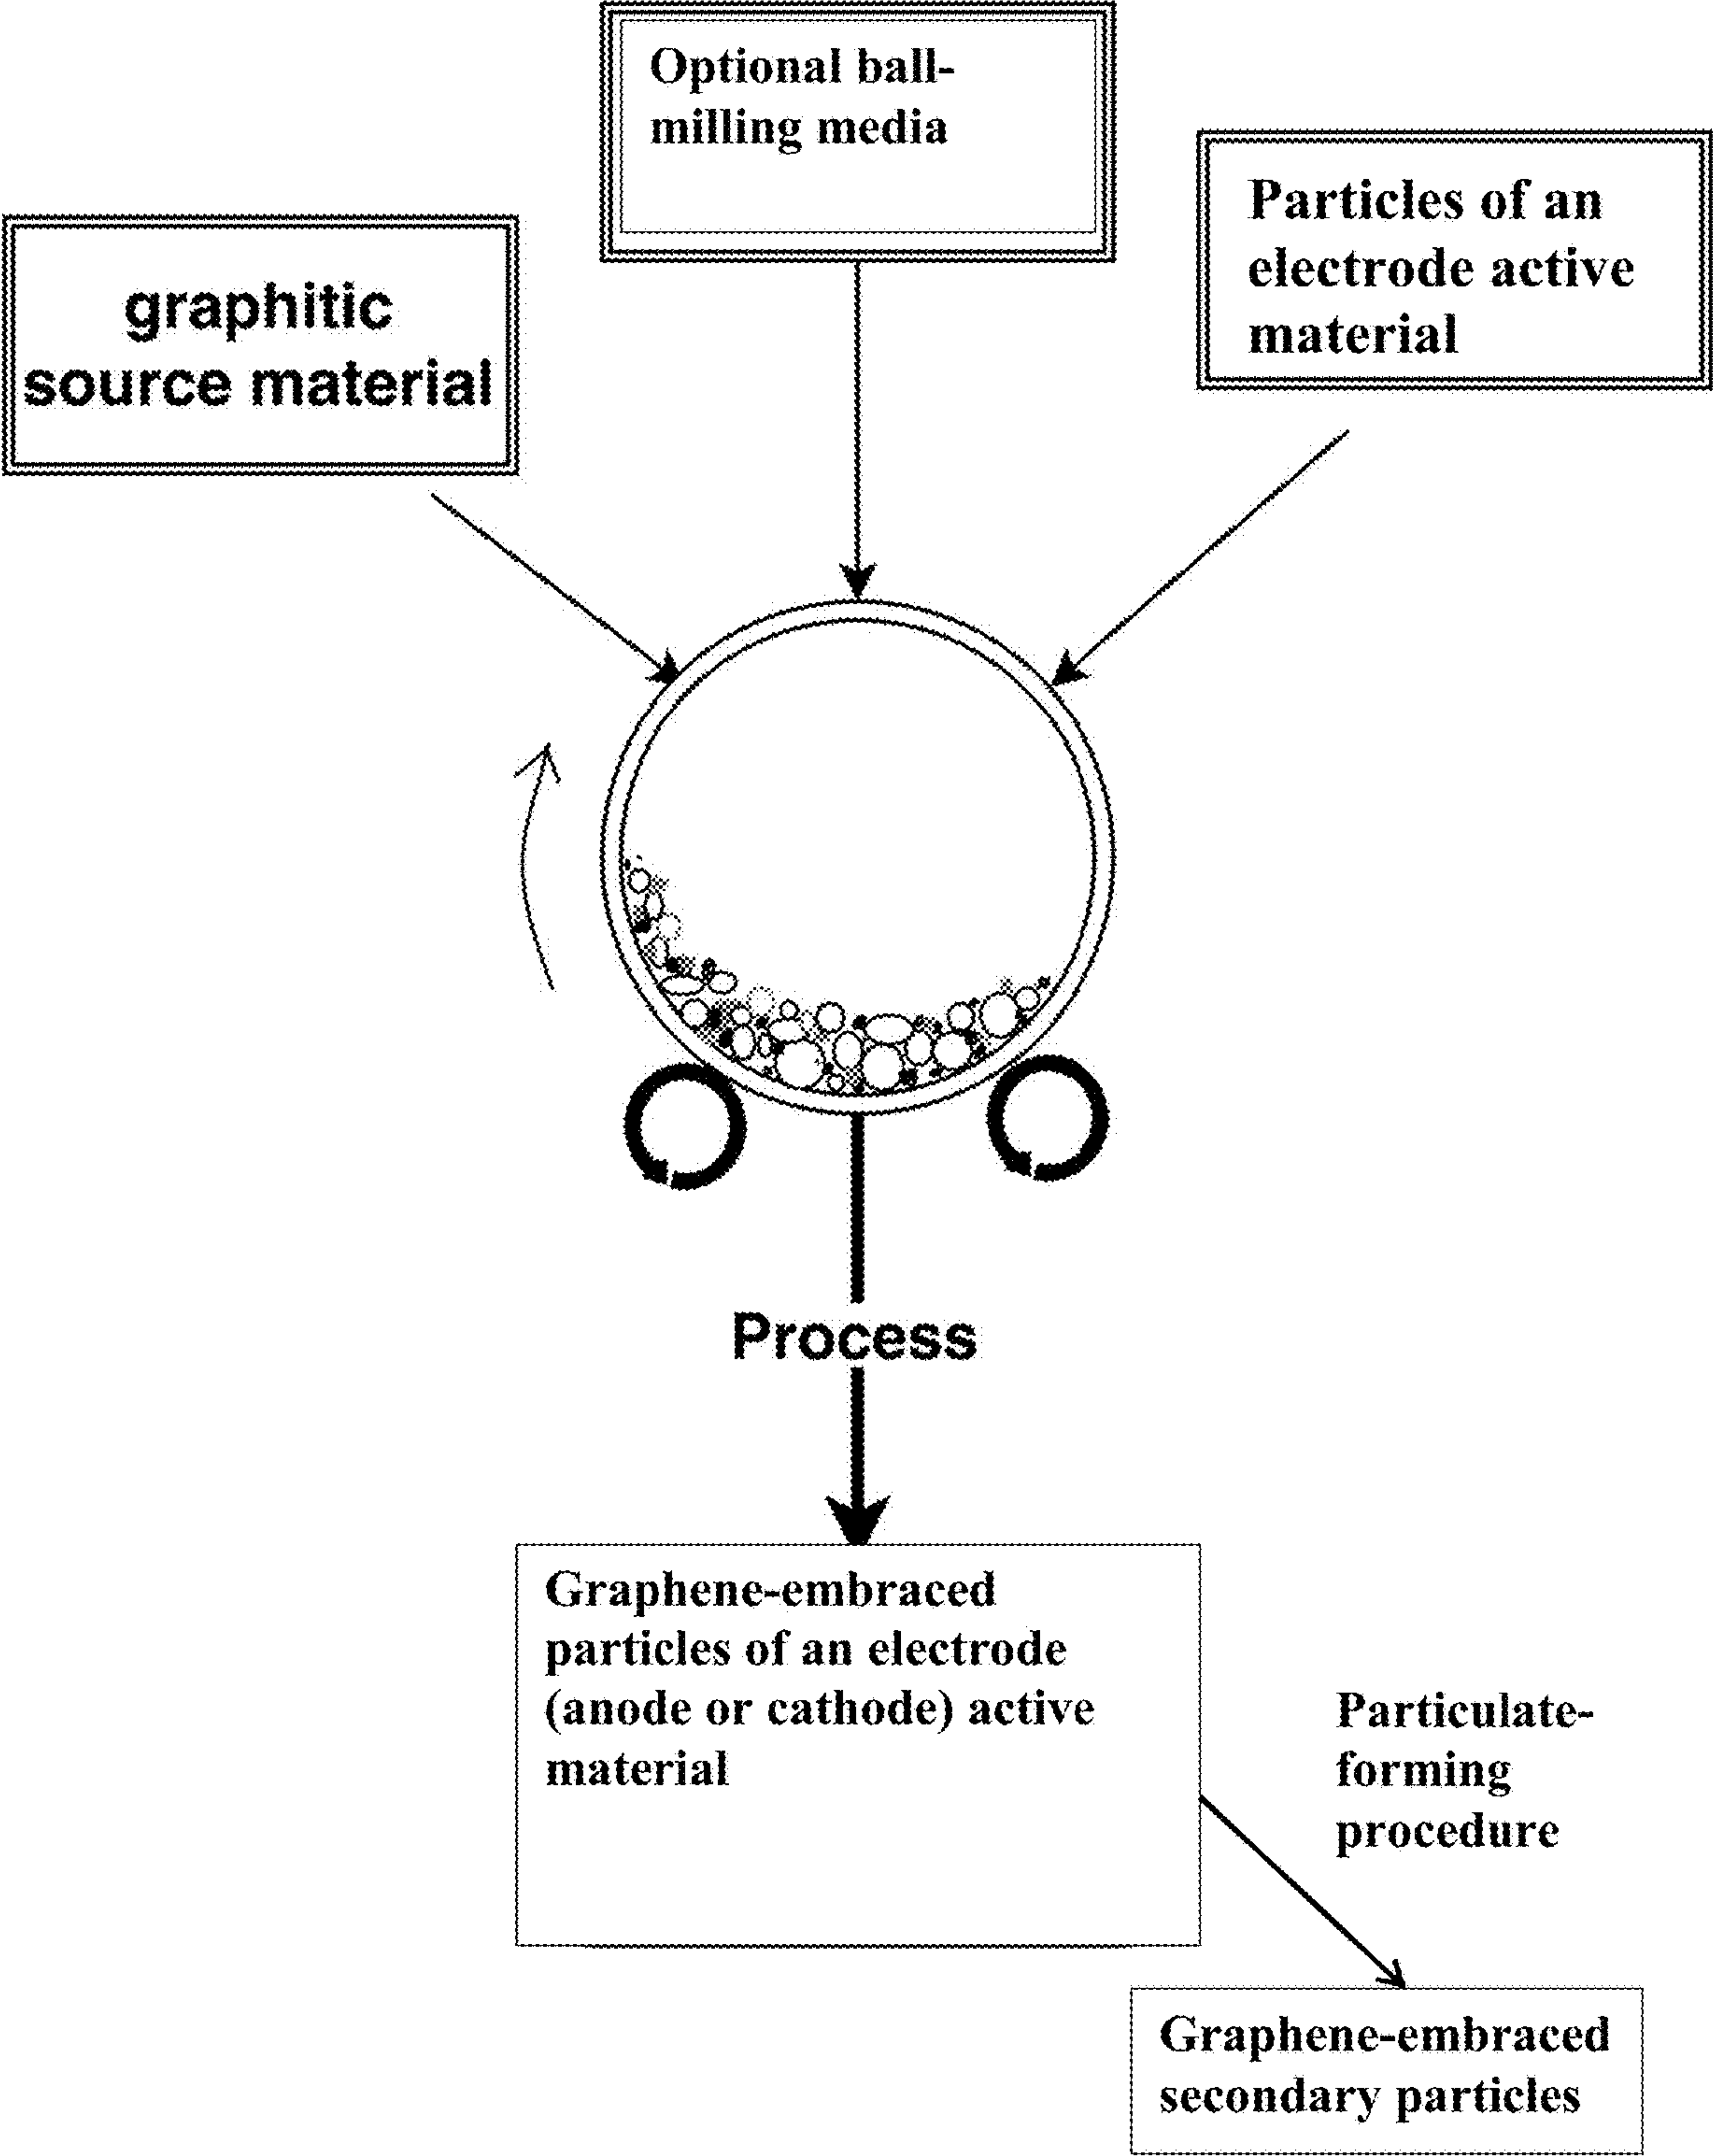 Optional ball-
milling media
Particles of an
electrode active
material
graphitic
source material
Process
Graphene-embraced
particles of an electrode
(anode or cathode) active
material
Particulate-
forming
procedure
Graphene-embraced
secondary particles